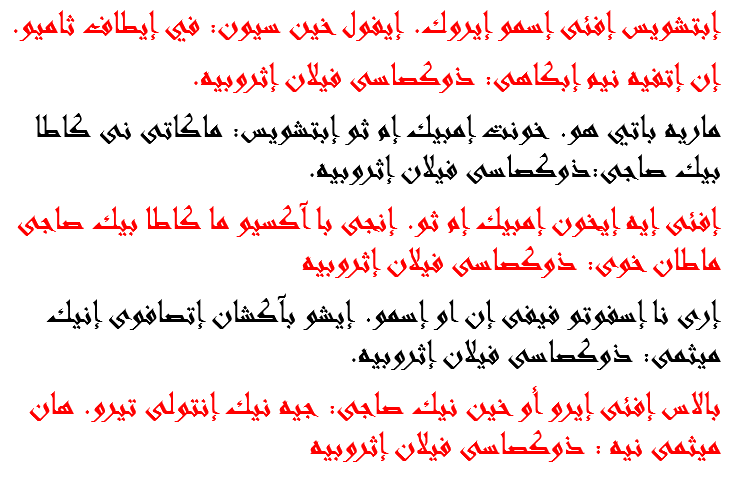 إبتشويس إفئى إسمو إيروك. إيفول خين سيون: في إيطاف ثاميو.
إن إتفيه نيم إبكاهى: ذوكصاسى فيلان إثروبيه.
ماريه باتي هو. خونت إمبيك إم ثو إبتشويس: ماكاتى نى كاطا
بيك صاجى:ذوكصاسى فيلان إثروبيه.
إفئى إيه إيخون إمبيك إم ثو. إنجى با آكسيو ما كاطا بيك صاجى
ماطان خوى: ذوكصاسى فيلان إثروبيه
إرى نا إسفوتو فيفى إن او إسمو. إيشو بآكشان إتصافوى إنيك
ميثمى: ذوكصاسى فيلان إثروبيه.
بالاس إفئى إيرو أو خين نيك صاجى: جيه نيك إنتولى تيرو. هان
ميثمى نيه : ذوكصاسى فيلان إثروبيه